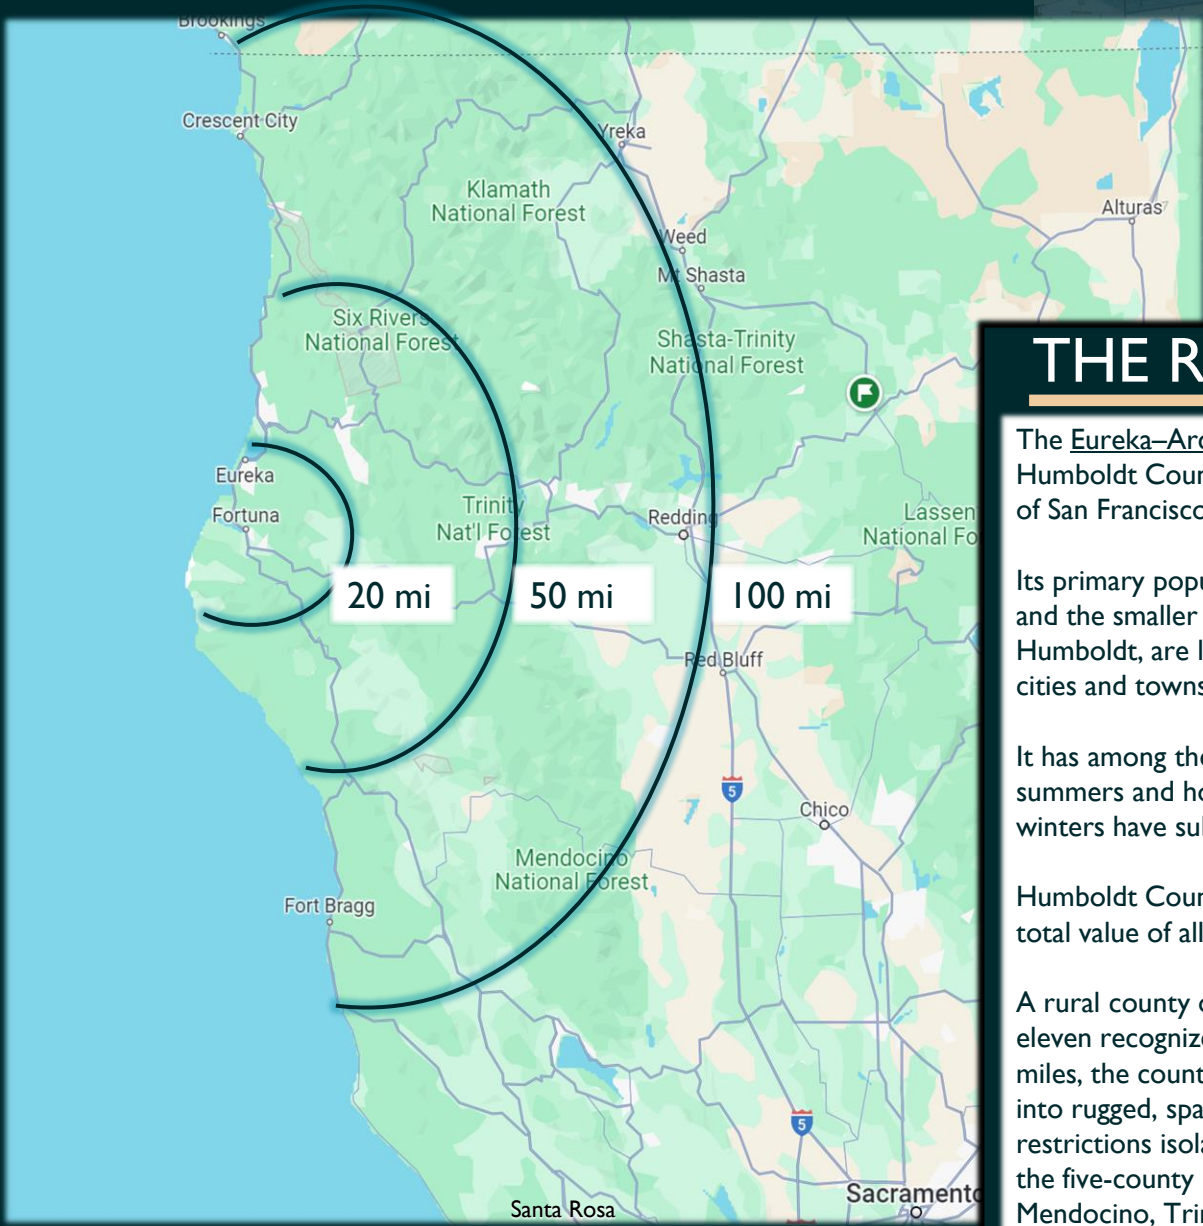 Brookings
Crescent City
Yreka
Klamath
National Forest
Alturas
Weed
Mt Shasta
Six Rivers
National Forest
Shasta-Trinity
National Forest
Eureka
Fortuna
Trinity
Nat'l Forest
Redding
Lassen
National Fo
20 mi
50 mi
100 mi
Red Bluff
5
Chico
Mendocino
National Forest
Fort Bragg
5
Sacramento
Santa Rosa
THE R
The Eureka–Arc
Humboldt Coun
of San Francisco
Its primary popu
and the smaller
Humboldt, are l
cities and towns
It has among the
summers and ho
winters have sul
Humboldt Coun
total value of all
A rural county c
eleven recognize
miles, the count
into rugged, spa
restrictions isola
the five-county
Mendocino, Trin